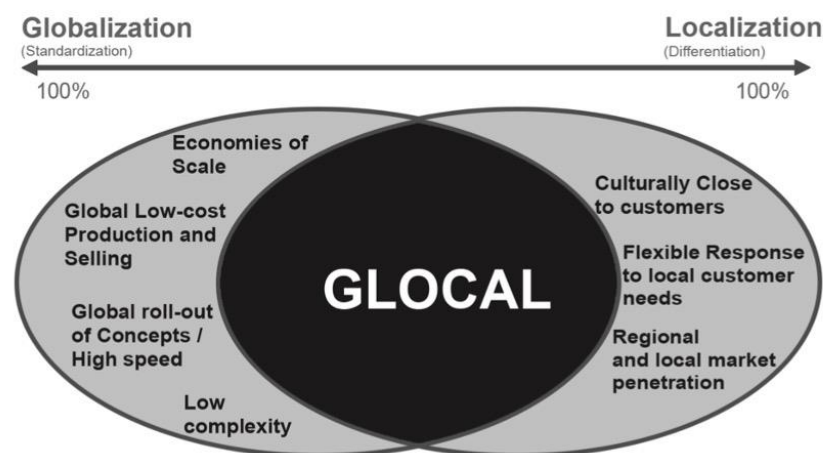 Globalization
(Standardization)
Localization
(Differentiation)
100%
100%
Economies of
Scale
Global Low-cost
Production and
Selling
Global roll-out
of Concepts /
High speed
Low
complexity
GLOCAL
Culturally Close
to customers
Flexible Response
to local customer
needs
Regional
and local market
penetration